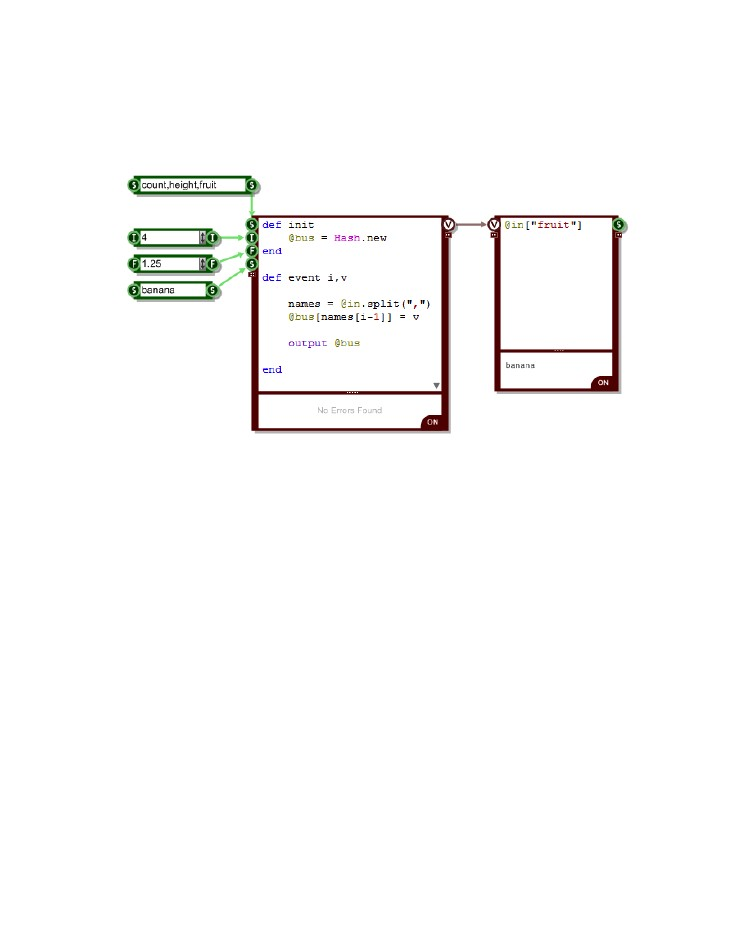 S count,height,fruit S
S def init V V @in["fruit"] S
I 4 I I @bus = Hash.new
F end
F 1.25 F S
def event i,v
S banana S
names = @in.split(",")
@bus[names[i-1]] = v
output @bus
end
banana
ON
No Errors Found
ON